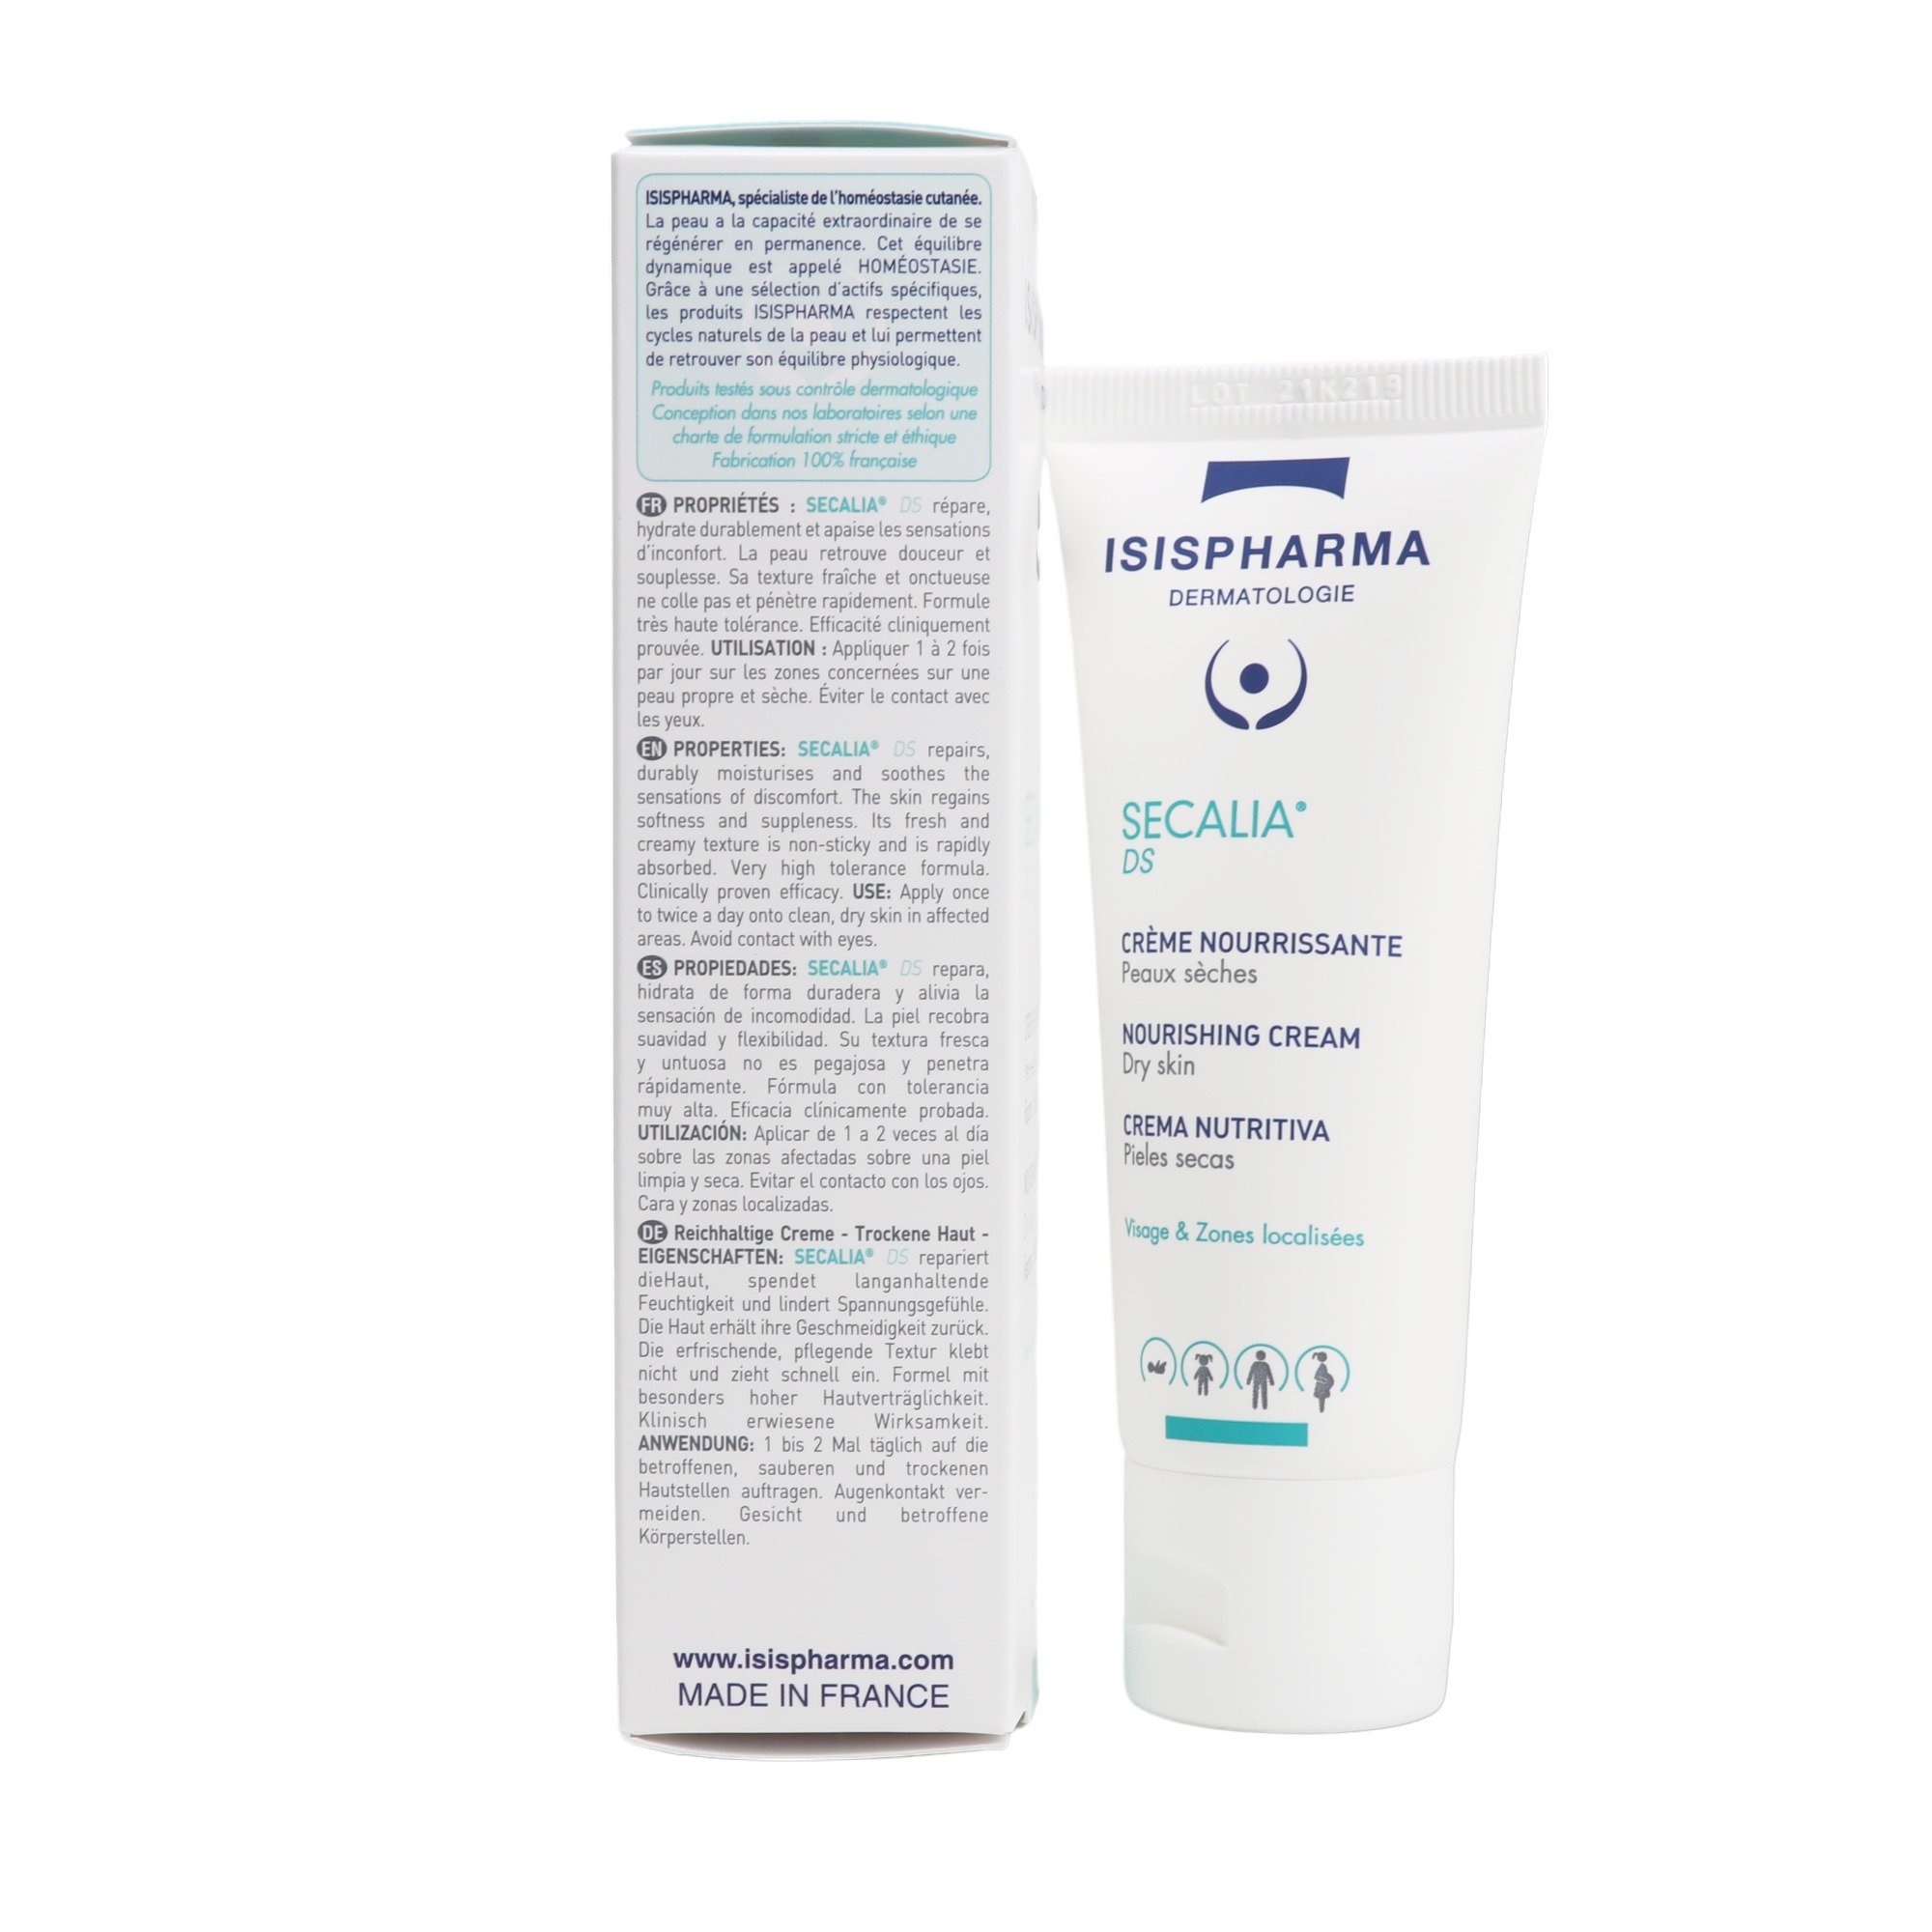 ISISPHARMA, spécialiste de l'homéostasie cutanée.
La peau a la capacité extraordinaire de se
régénérer en permanence. Cet équilibre
dynamique est appelé HOMÉOSTASIE.
Grâce à une sélection d'actifs spécifiques,
les produits ISISPHARMA respectent les
cycles naturels de la peau et lui permettent
de retrouver son équilibre physiologique.
Produits testés sous contrôle dermatologique
Conception dans nos laboratoires selon une
charte de formulation stricte et éthique
Fabrication 100% française
FR PROPRIÉTÉS : SECALIA® DS répare,
hydrate durablement et apaise les sensations
d'inconfort. La peau retrouve douceur et
souplesse. Sa texture fraîche et onctueuse
ne colle pas et pénètre rapidement. Formule
très haute tolérance. Efficacité cliniquement
prouvée. UTILISATION : Appliquer 1 à 2 fois
par jour sur les zones concernées sur une
peau propre et sèche. Éviter le contact avec
les yeux.
EN PROPERTIES: SECALIA® DS repairs,
durably moisturises and soothes the
sensations of discomfort. The skin regains
softness and suppleness. Its fresh and
creamy texture is non-sticky and is rapidly
absorbed. Very high tolerance formula.
Clinically proven efficacy. USE: Apply once
to twice a day onto clean, dry skin in affected
areas. Avoid contact with eyes.
ES PROPIEDADES: SECALIA® DS repara,
hidrata de forma duradera y alivia la
sensación de incomodidad. La piel recobra
suavidad y flexibilidad. Su textura fresca
y untuosa no es pegajosa y penetra
rápidamente. Fórmula con tolerancia
muy alta. Eficacia clínicamente probada.
UTILIZACIÓN: Aplicar de 1 a 2 veces al día
sobre las zonas afectadas sobre una piel
limpia y seca. Evitar el contacto con los ojos.
Cara y zonas localizadas.
DE Reichhaltige Creme - Trockene Haut -
EIGENSCHAFTEN: SECALIA® DS repariert
dieHaut, spendet langanhaltende
Feuchtigkeit und lindert Spannungsgefühle.
Die Haut erhält ihre Geschmeidigkeit zurück.
Die erfrischende, pflegende Textur klebt
nicht und zieht schnell ein. Formel mit
besonders hoher Hautverträglichkeit.
Klinisch erwiesene Wirksamkeit.
ANWENDUNG: 1 bis 2 Mal täglich auf die
betroffenen, sauberen und trockenen
Hautstellen auftragen. Augenkontakt ver-
meiden. Gesicht und betroffene
Körperstellen.
www.isispharma.com
MADE IN FRANCE
LOT 21K219
ISISPHARMA
DERMATOLOGIE
SECALIA®
DS
CRÈME NOURRISSANTE
Peaux sèches
NOURISHING CREAM
Dry skin
CREMA NUTRITIVA
Pieles secas
Visage & Zones localisées